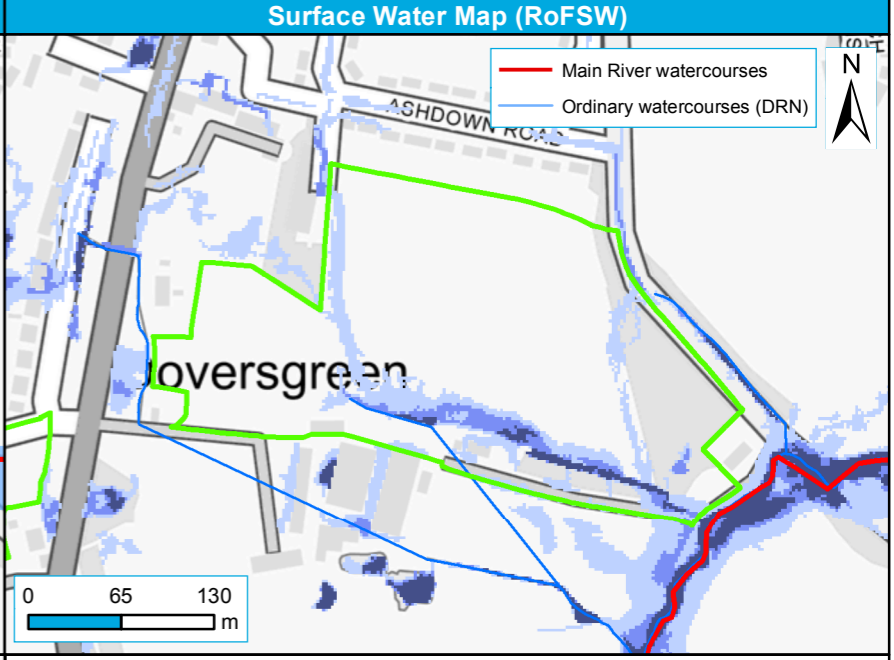 Surface Water Map (RoFSW)
Main River watercourses
Ordinary watercourses (DRN)
N
ASHDOWN ROAD
oversgreen
0 65 130
m